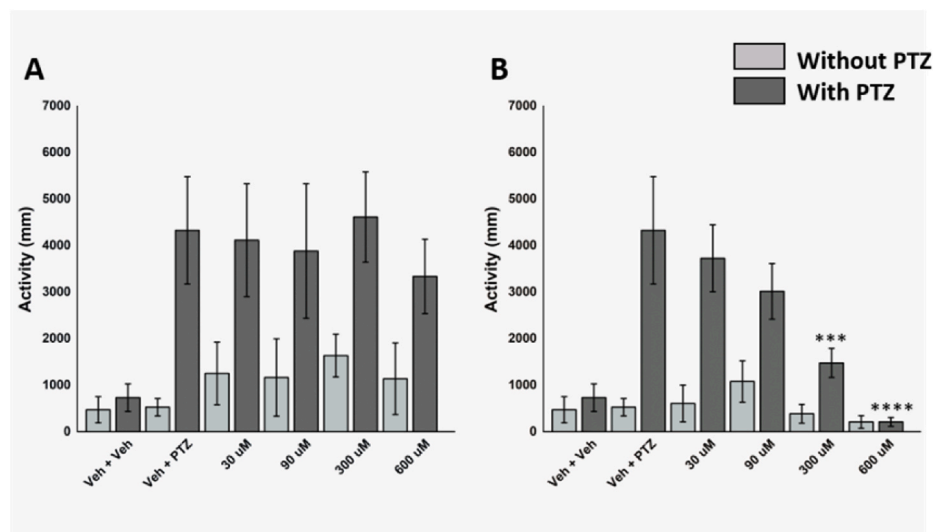 A
B
Without PTZ
With PTZ
7000
6000
5000
4000
3000
2000
1000
0
Activity (mm)
Veh + Veh
Veh + PTZ
30 uM
90 uM
300 uM
600 uM
7000
6000
5000
4000
3000
2000
1000
0
Activity (mm)
***
****
Veh + Veh
Veh + PTZ
30 uM
90 uM
300 uM
600 uM